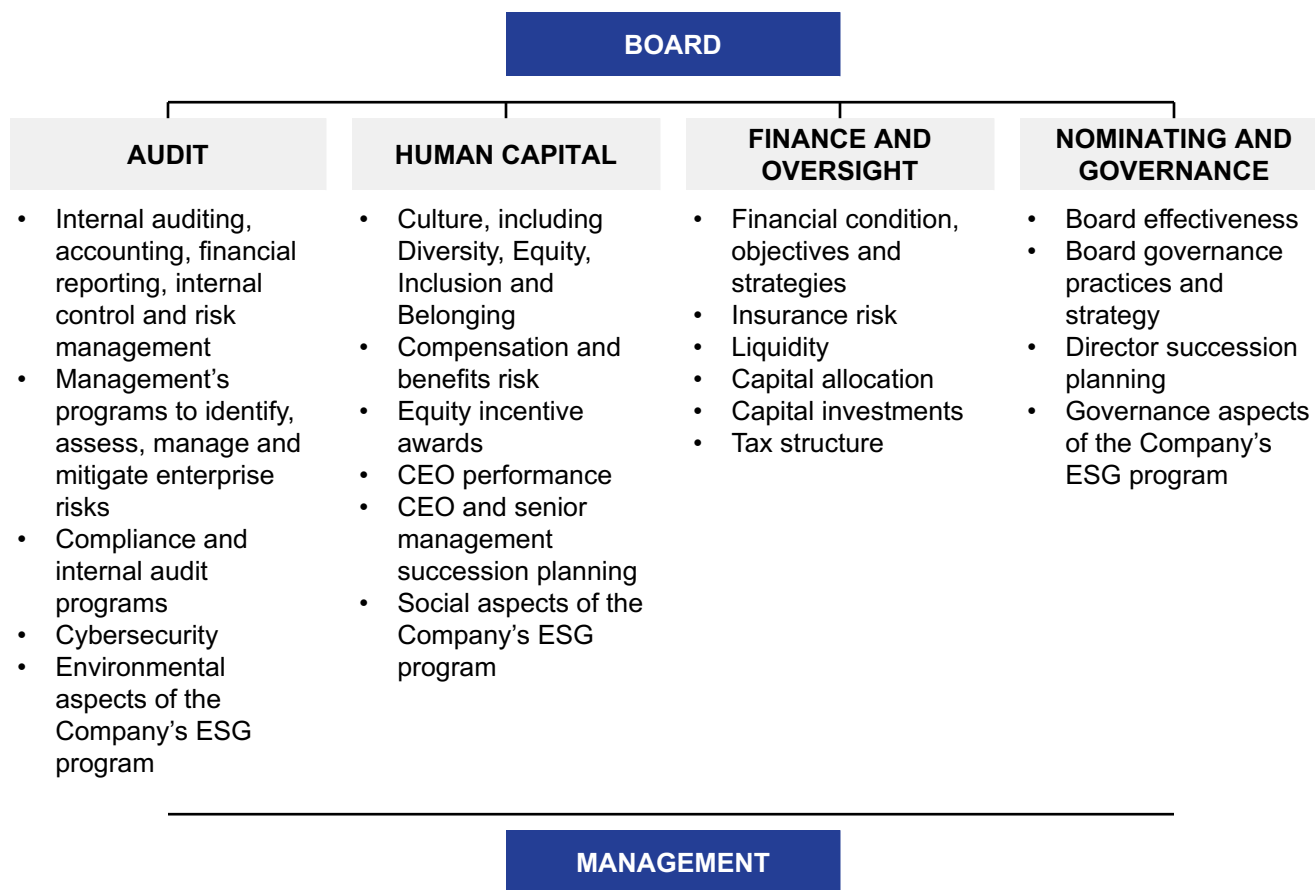 BOARD
AUDIT
• Internal auditing,
accounting, financial
reporting, internal
control and risk
management
• Management’s
programs to identify,
assess, manage and
mitigate enterprise
risks
• Compliance and
internal audit
programs
• Cybersecurity
• Environmental
aspects of the
Company’s ESG
program
HUMAN CAPITAL
• Culture, including
Diversity, Equity,
Inclusion and
Belonging
• Compensation and
benefits risk
• Equity incentive
awards
• CEO performance
• CEO and senior
management
succession planning
• Social aspects of the
Company’s ESG
program
FINANCE AND
OVERSIGHT
• Financial condition,
objectives and
strategies
• Insurance risk
• Liquidity
• Capital allocation
• Capital investments
• Tax structure
NOMINATING AND
GOVERNANCE
• Board effectiveness
• Board governance
practices and
strategy
• Director succession
planning
• Governance aspects
of the Company’s
ESG program
MANAGEMENT